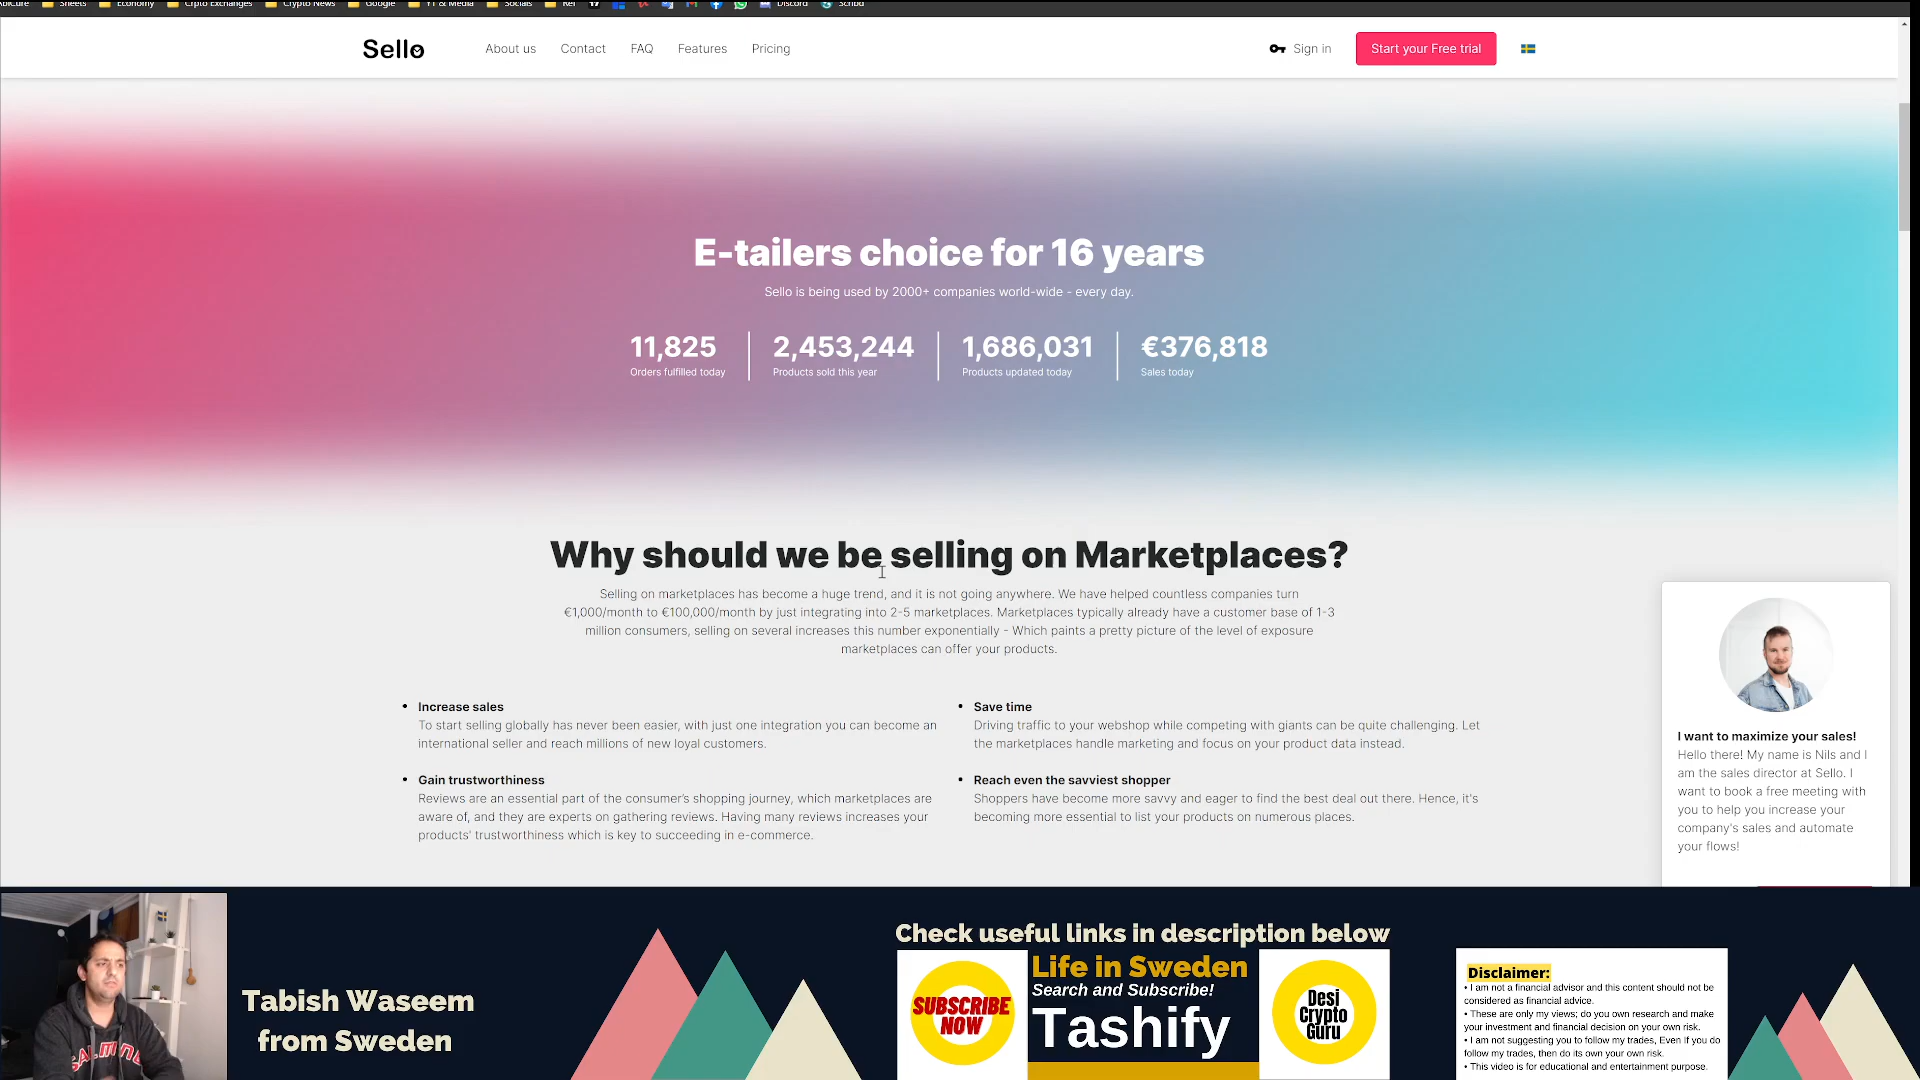 Sheets
Economy
Crpto Exchanges
Crypto News
Google
YT & Media
Socials
Ref
Discord
Scribd
Sello
About us
Contact
FAQ
Features
Pricing
Sign in
Start your Free trial
E-tailers choice for 16 years
Sello is being used by 2000+ companies world-wide - every day.
11,825
Orders fulfilled today
2,453,244
Products sold this year
1,686,031
Products updated today
€376,818
Sales today
Why should we be selling on Marketplaces?
Selling on marketplaces has become a huge trend, and it is not going anywhere. We have helped countless companies turn
€1,000/month to €100,000/month by just integrating into 2-5 marketplaces. Marketplaces typically already have a customer base of 1-3
million consumers, selling on several increases this number exponentially - Which paints a pretty picture of the level of exposure
marketplaces can offer your products.
• Increase sales
To start selling globally has never been easier, with just one integration you can become an
international seller and reach millions of new loyal customers.
• Gain trustworthiness
Reviews are an essential part of the consumer's shopping journey, which marketplaces are
aware of, and they are experts on gathering reviews. Having many reviews increases your
products' trustworthiness which is key to succeeding in e-commerce.
• Save time
Driving traffic to your webshop while competing with giants can be quite challenging. Let
the marketplaces handle marketing and focus on your product data instead.
• Reach even the savviest shopper
Shoppers have become more savvy and eager to find the best deal out there. Hence, it's
becoming more essential to list your products on numerous places.
I want to maximize your sales!
Hello there! My name is Nils and I
am the sales director at Sello. I
want to book a free meeting with
you to help you increase your
company's sales and automate
your flows!
Tabish Waseem
from Sweden
Check useful links in description below
SUBSCRIBE
NOW
Life in Sweden
Search and Subscribe!
Tashify
Desi
Crypto
Guru
Disclaimer:
• I am not a financial advisor and this content should not be
considered as financial advice.
• These are only my views; do you own research and make
your investment and financial decision on your own risk.
• I am not suggesting you to follow my trades, Even if you do
follow my trades, then do its own your own risk.
• This video is for educational and entertainment purpose.